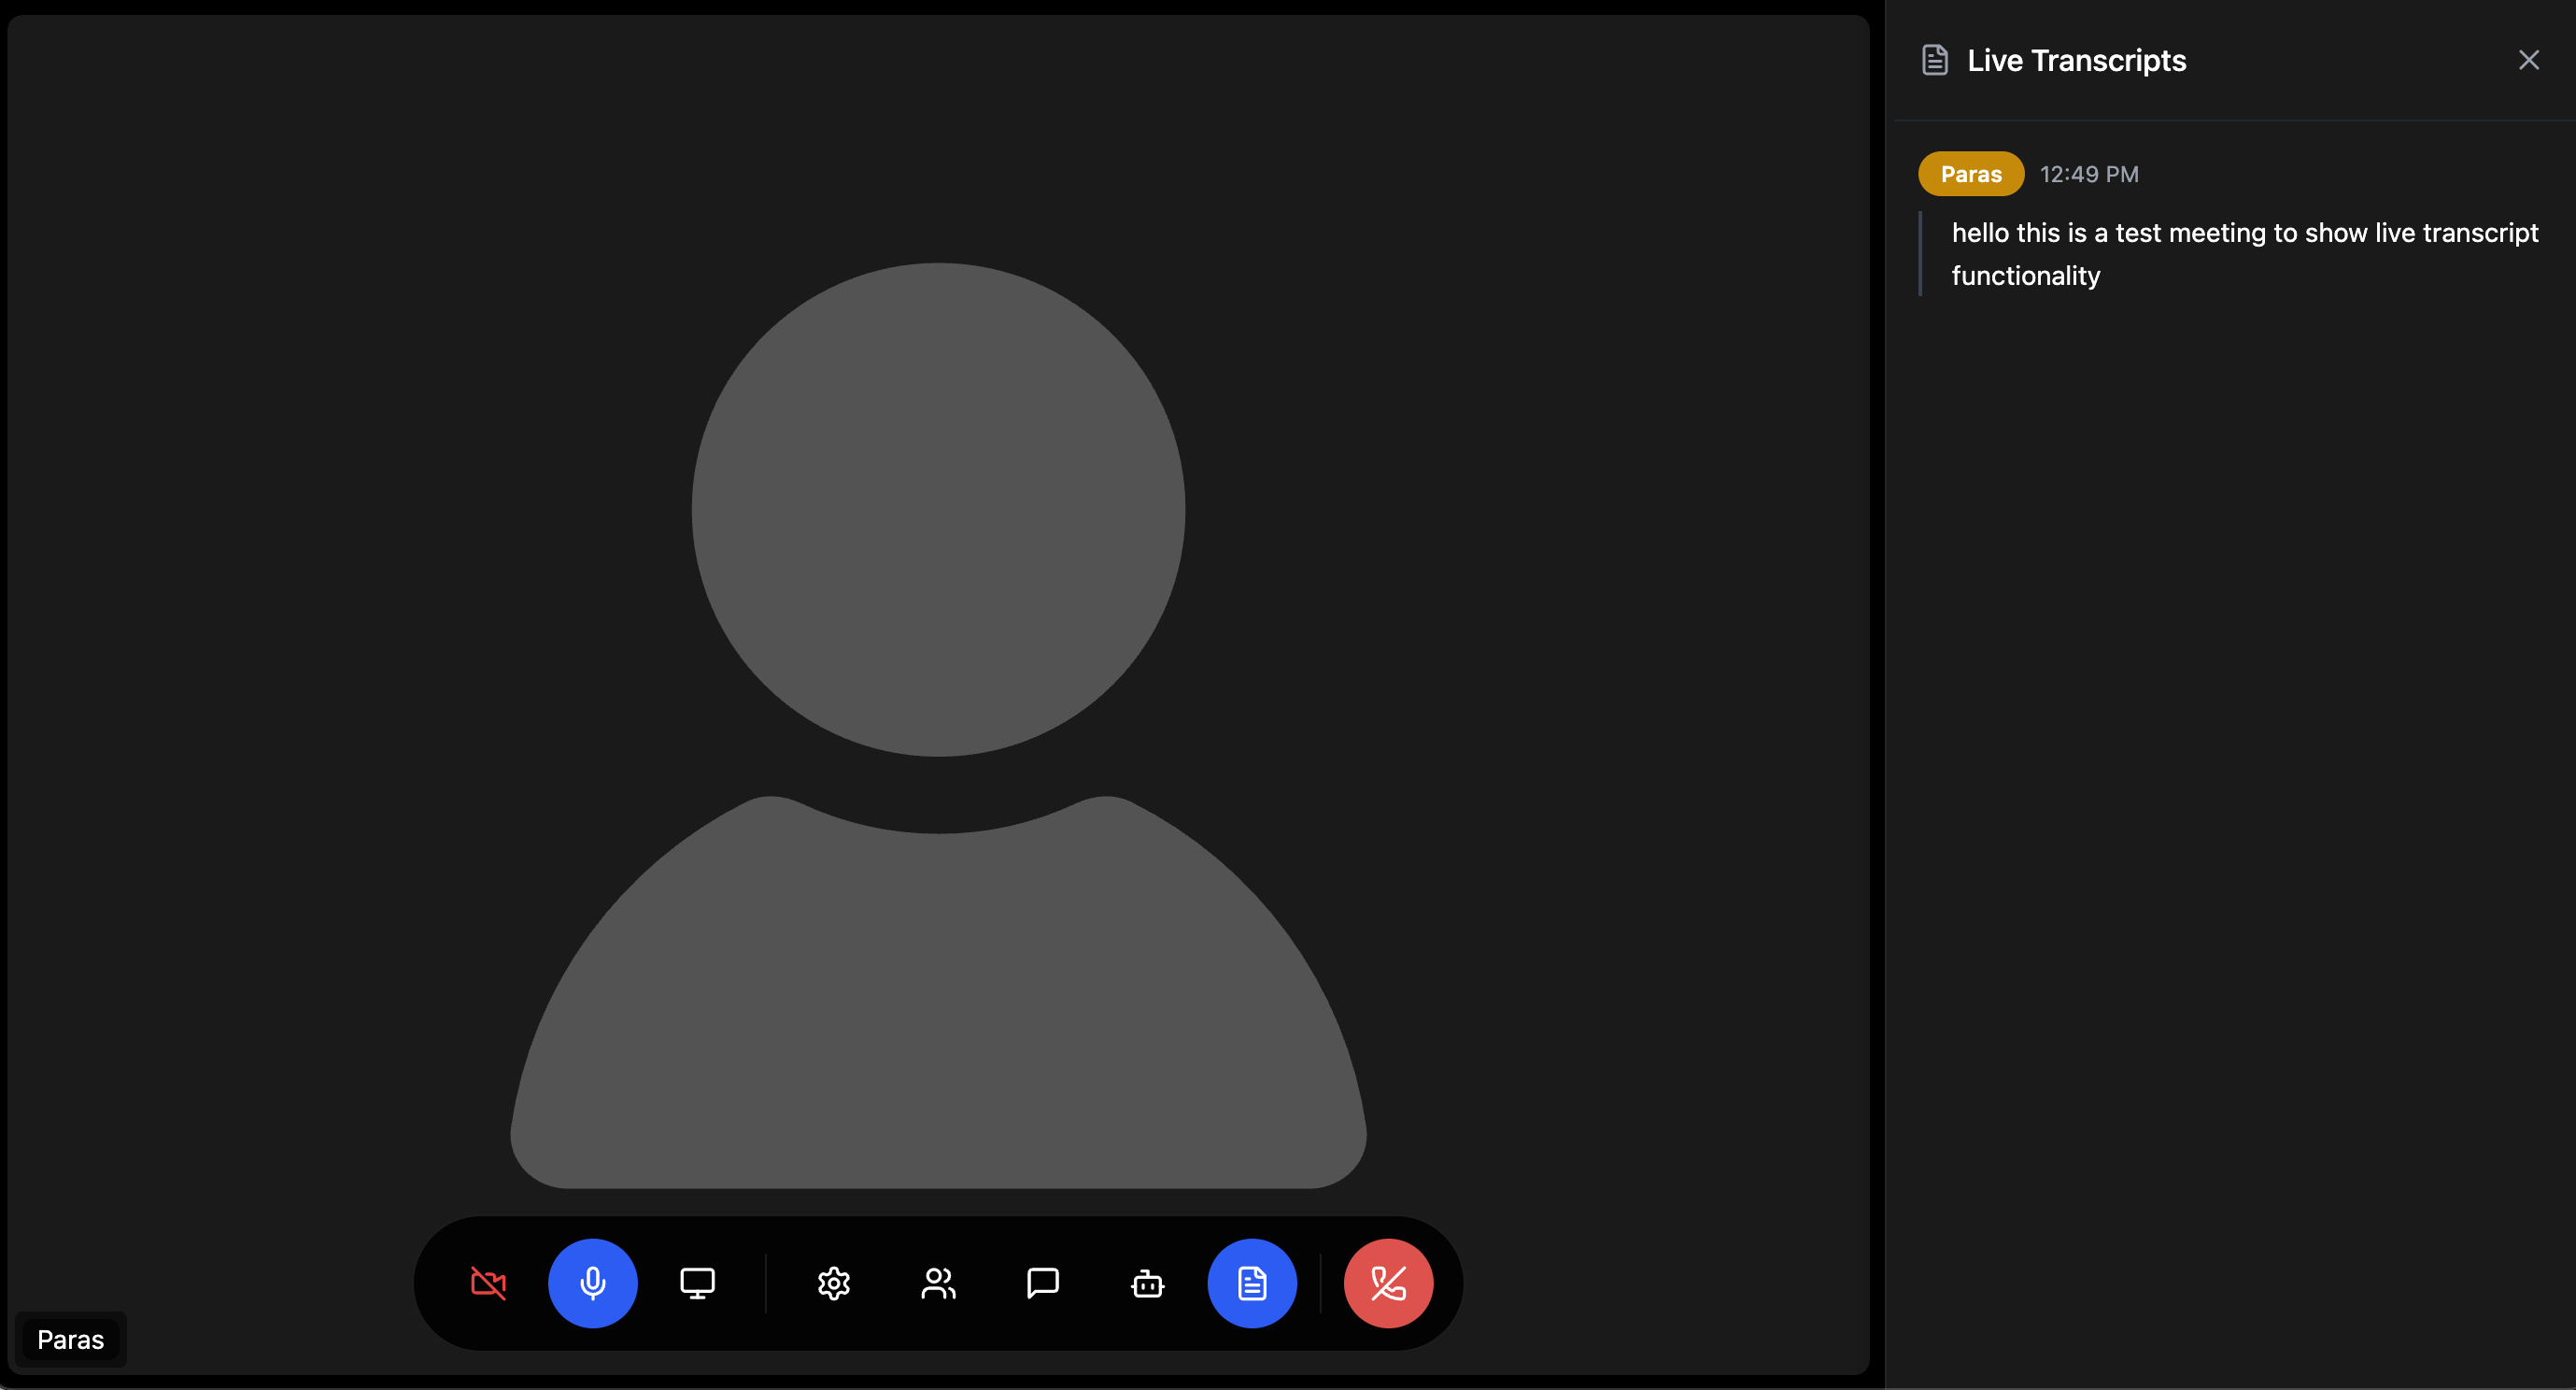 Live Transcripts
Paras 12:49 PM
hello this is a test meeting to show live transcript
functionality
Paras